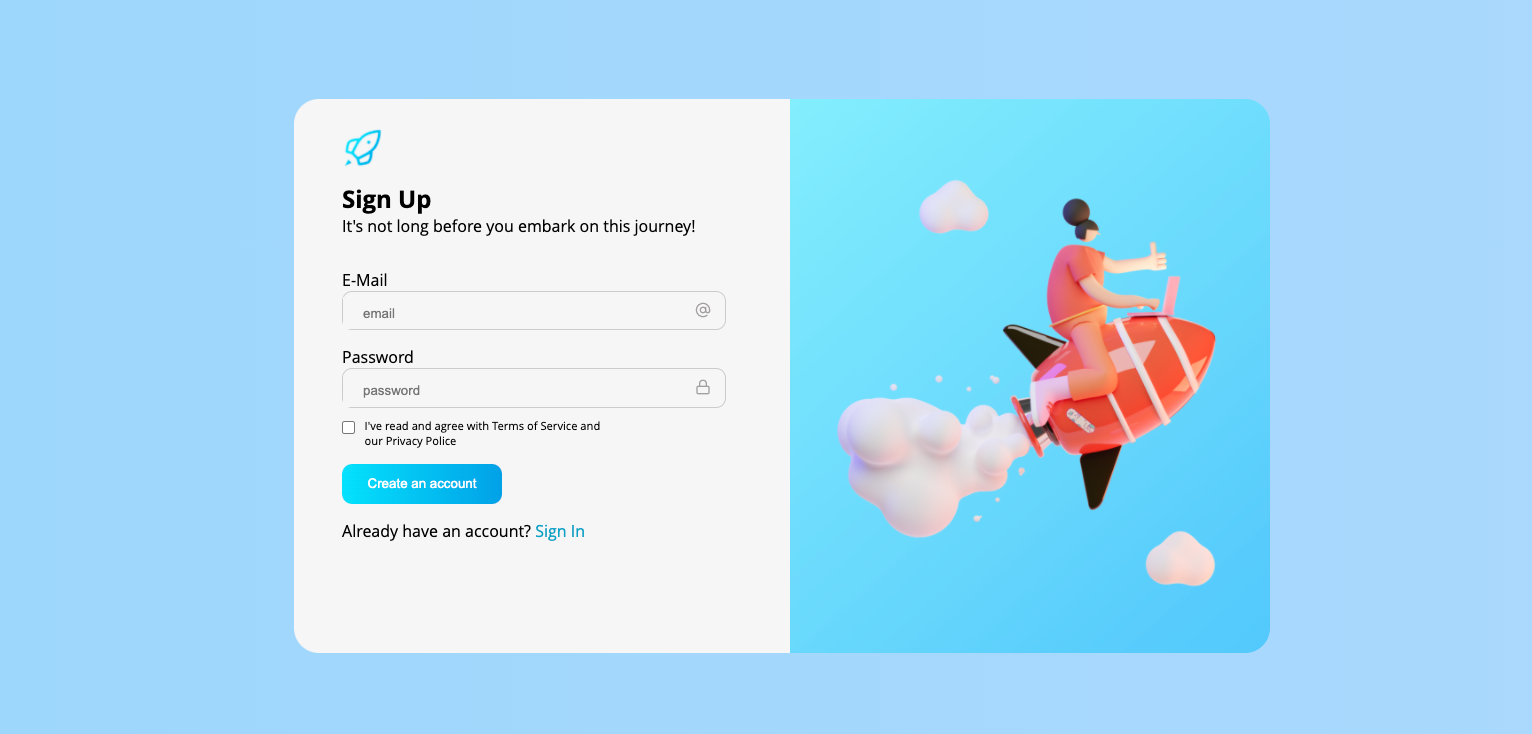 Sign Up
It's not long before you embark on this journey!
E-Mail
email
Password
password
I've read and agree with Terms of Service and
our Privacy Police
Create an account
Already have an account? Sign In